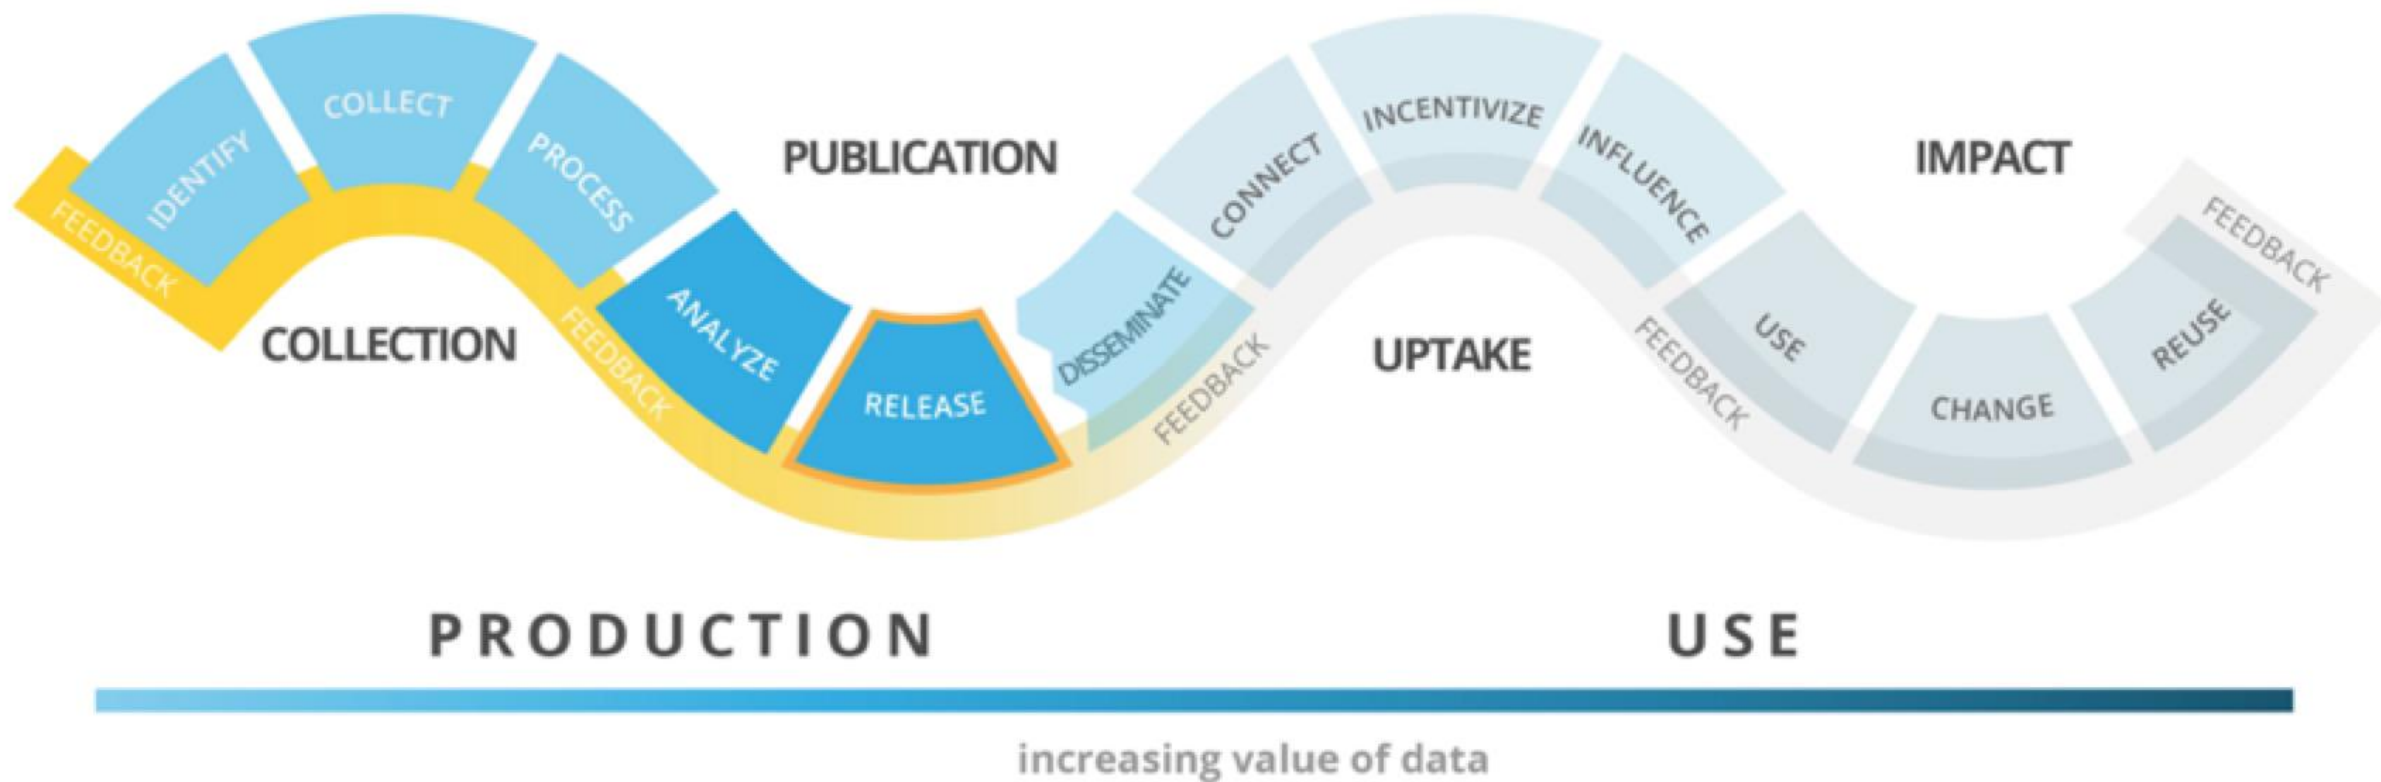 FEEDBACK
IDENTIFY
COLLECT
PROCESS
COLLECTION
FEEDBACK
ANALYZE
RELEASE
DISSEMINATE
PUBLICATION
FEEDBACK
CONNECT
INCENTIVIZE
INFLUENCE
UPTAKE
FEEDBACK
USE
CHANGE
REUSE
IMPACT
FEEDBACK
PRODUCTION
USE
increasing value of data